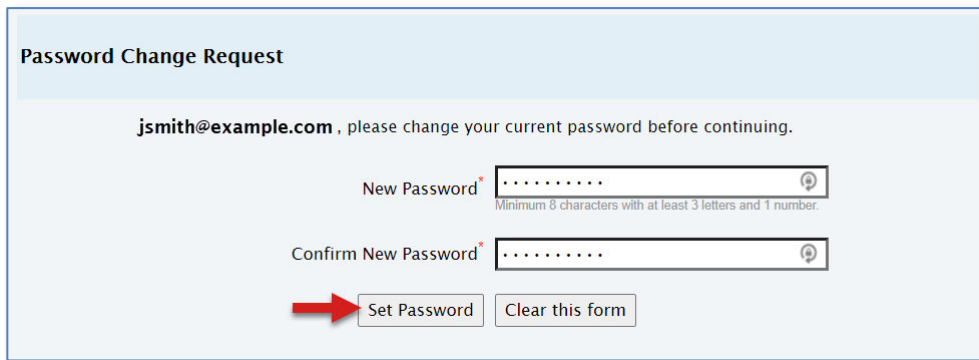 Password Change Request
jsmith@example.com , please change your current password before continuing.
New Password* ..........
Minimum 8 characters with at least 3 letters and 1 number.
Confirm New Password* ..........
Set Password Clear this form